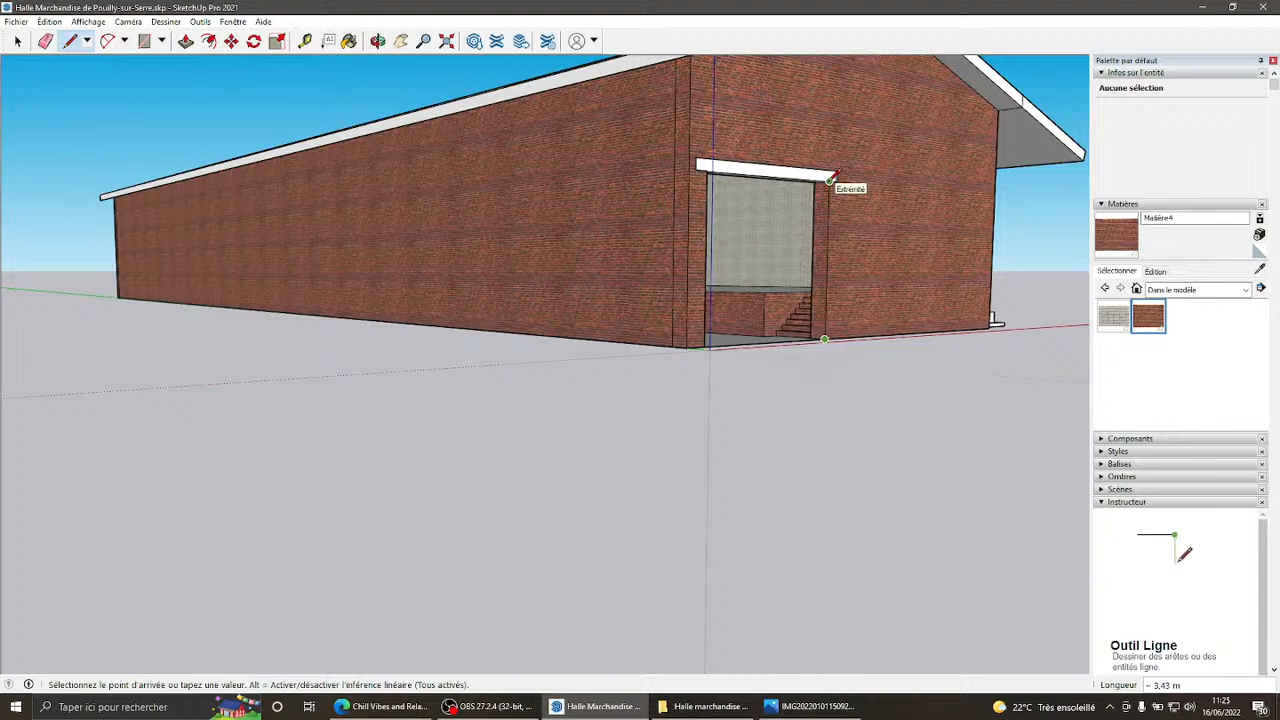 Halle Marchandise de Pouilly-sur-Serre.skp - SketchUp Pro 2021
Fichier Édition Affichage Caméra Dessiner Outils Fenêtre Aide
Palette par défaut
Infos sur l'entité
Aucune sélection
Extrémité
Matières
Matière4
Sélectionner Édition
Dans le modèle
Composants
Styles
Balises
Ombres
Scènes
Instructeur
Outil Ligne
Dessiner des arêtes ou des
entités ligne.
Sélectionnez le point d'arrivée ou tapez une valeur. Alt = Activer/désactiver l'inférence linéaire (Tous activés).
Longueur ~ 3,43 m
Taper ici pour rechercher
Chill Vibes and Rela...
OBS 27.2.4 (64-bit, ...
Halle Marchandise ...
Halle marchandise ...
IMG2022010115092...
22°C Très ensoleillé
11:25
16/06/2022